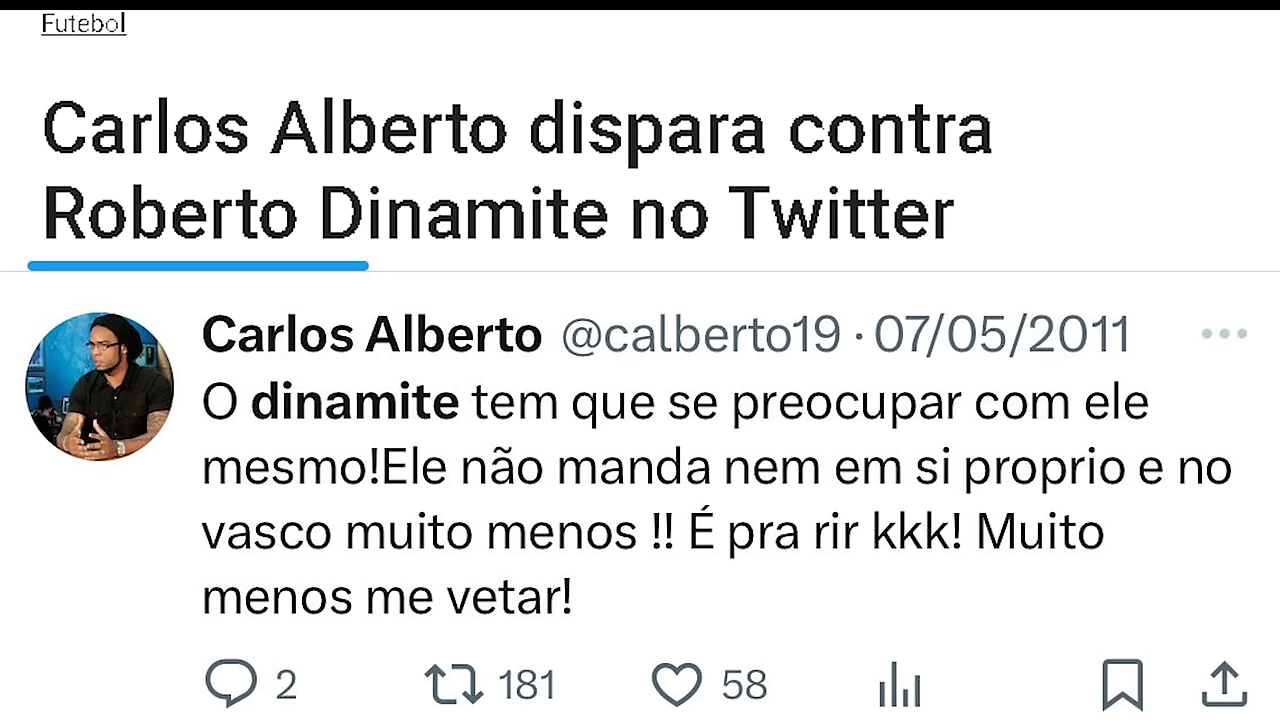 Futebol
Carlos Alberto dispara contra
Roberto Dinamite no Twitter
Carlos Alberto @calberto19 · 07/05/2011
O dinamite tem que se preocupar com ele
mesmo!Ele não manda nem em si proprio e no
vasco muito menos !! É pra rir kkk! Muito
menos me vetar!
2 181 58